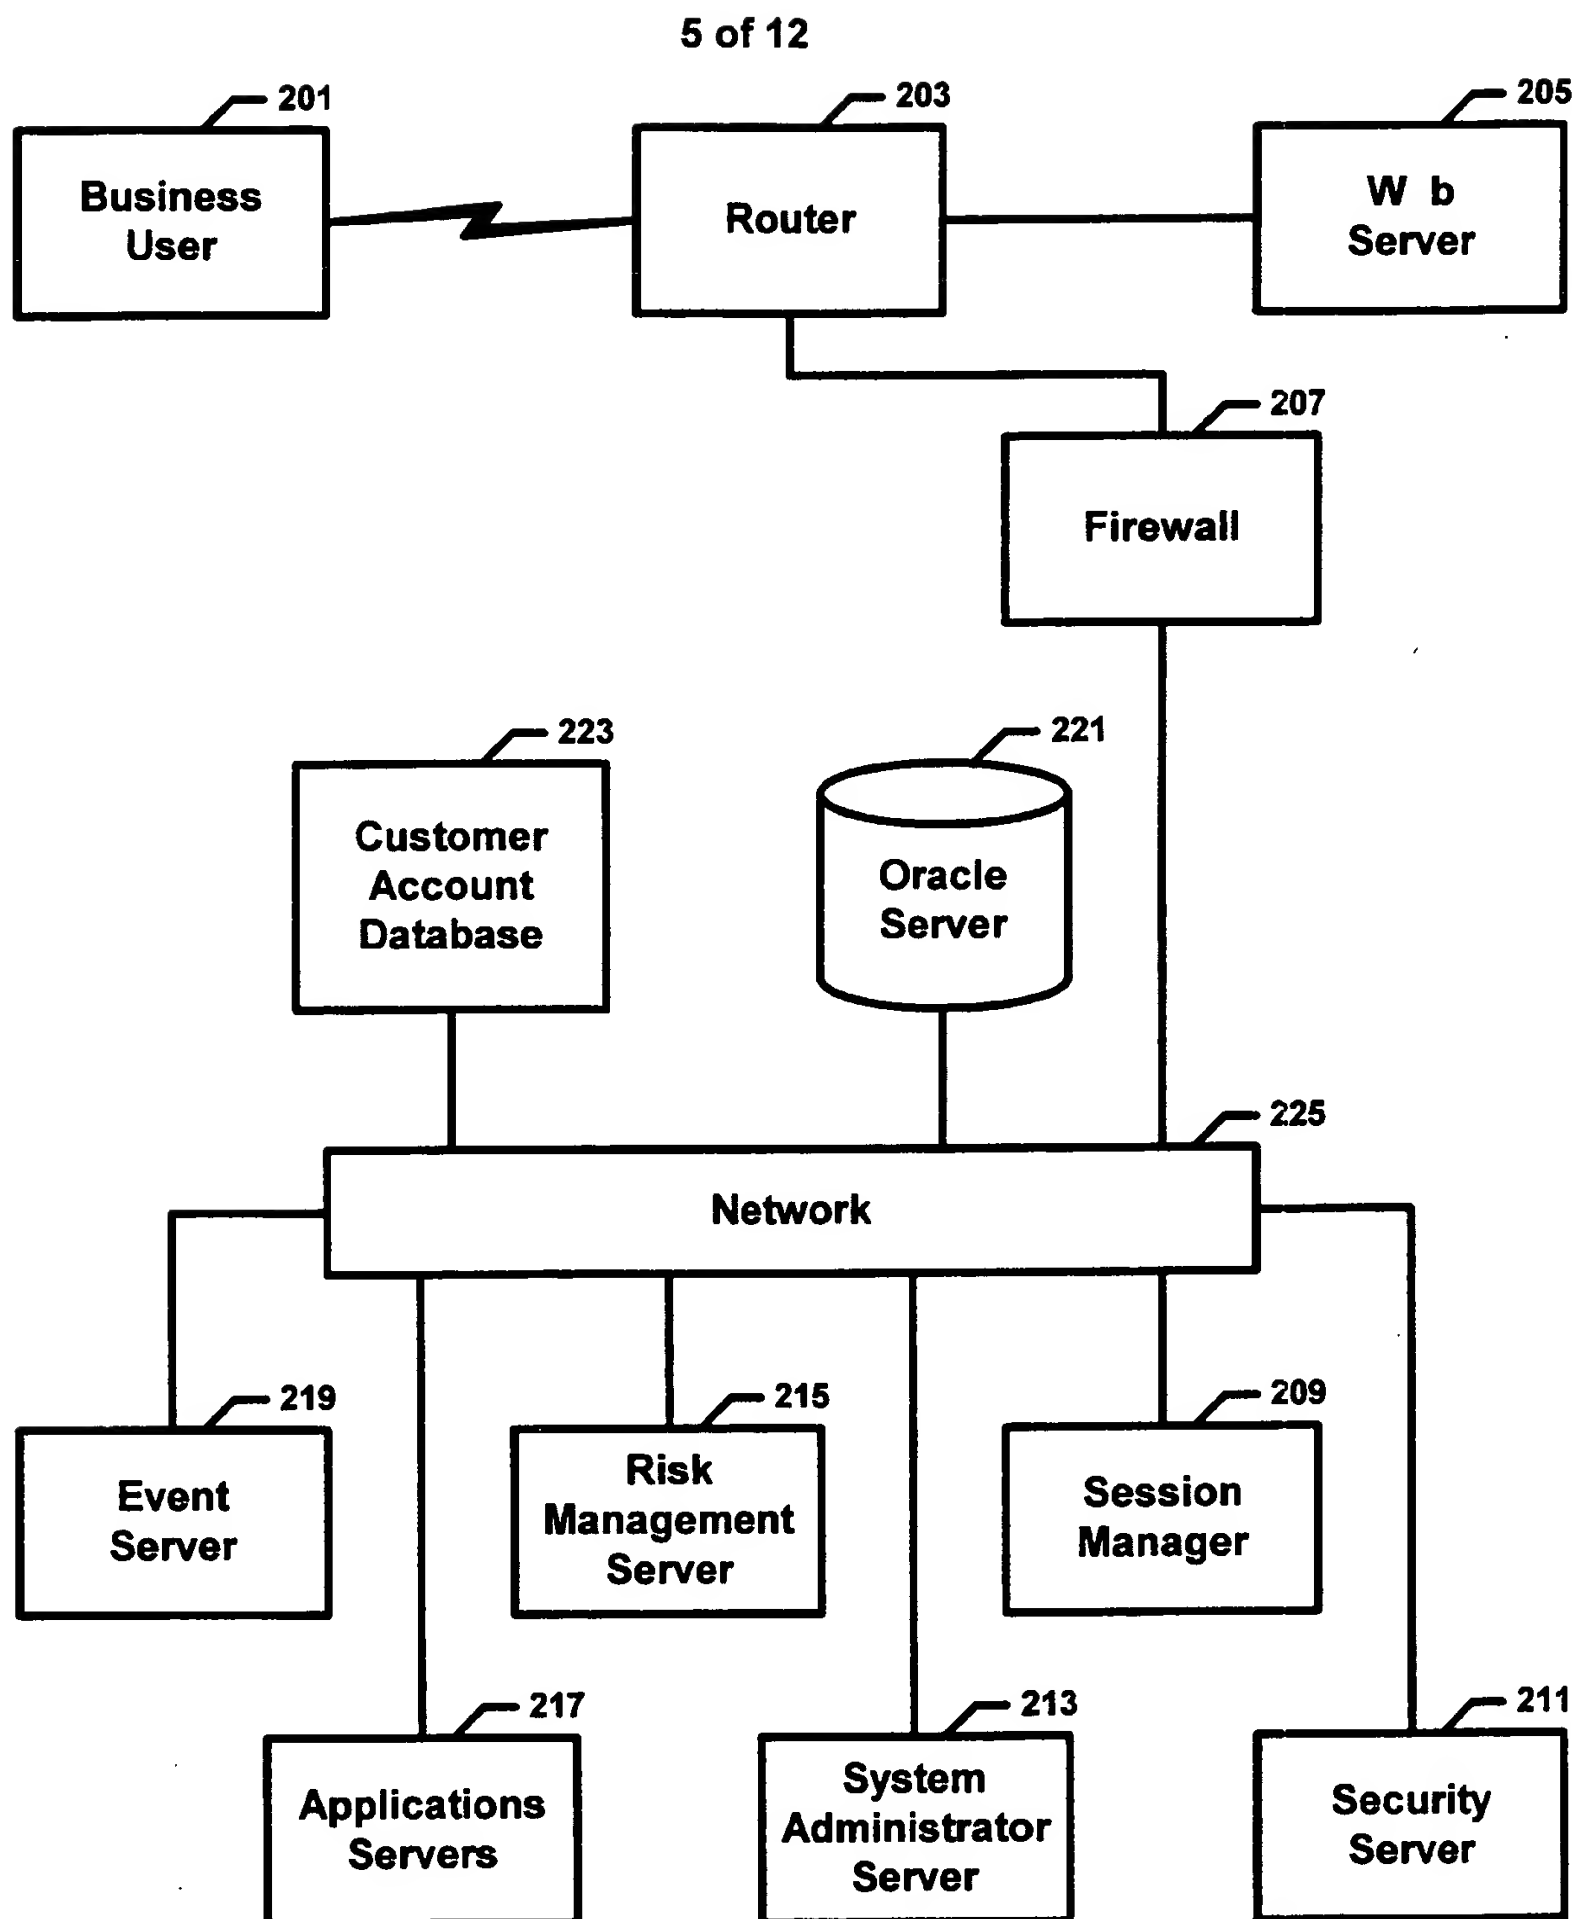 5 of 12
201
203
205
Business
User
Router
W b
Server
207
Firewall
223
221
Customer
Account
Database
Oracle
Server
225
Network
219
215
209
Event
Server
Risk
Management
Server
Session
Manager
217
213
211
Applications
Servers
System
Administrator
Server
Security
Server